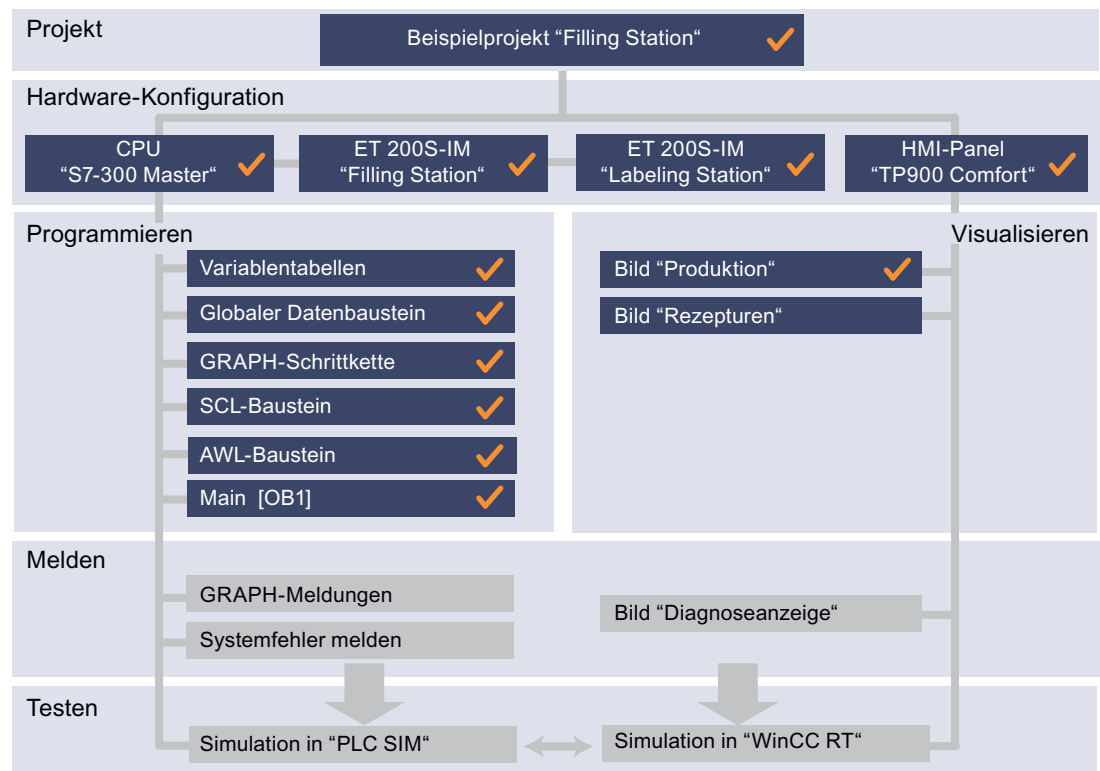 Projekt
Beispielprojekt “Filling Station“
Hardware-Konfiguration
CPU
“S7-300 Master“
ET 200S-IM
“Filling Station“
ET 200S-IM
“Labeling Station“
HMI-Panel
“TP900 Comfort“
Programmieren
Variablentabellen
Globaler Datenbaustein
GRAPH-Schrittkette
SCL-Baustein
AWL-Baustein
Main [OB1]
Visualisieren
Bild “Produktion“
Bild “Rezepturen“
Melden
GRAPH-Meldungen
Systemfehler melden
Bild “Diagnoseanzeige“
Testen
Simulation in “PLC SIM“
Simulation in “WinCC RT“